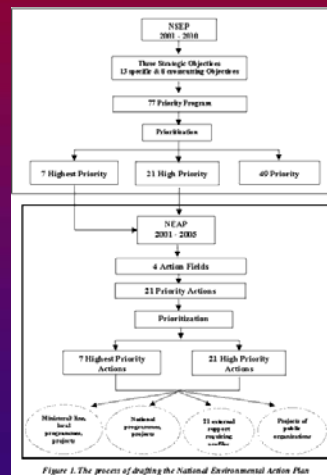 NSEP
2001 - 2010
Three Strategic Objectives
13 specific & 6 crosscutting Objectives
77 Priority Program
Prioritization
7 Highest Priority
21 High Priority
49 Priority
NEAP
2001 - 2005
4 Action Fields
21 Priority Actions
Prioritization
7 Highest Priority
Actions
21 High Priority
Actions
local
programmes,
projects
National
programmes,
projects
21 external
support
requiring
Projects of
public
organizations
Figure 1. The process of drafting the National Environmental Action Plan